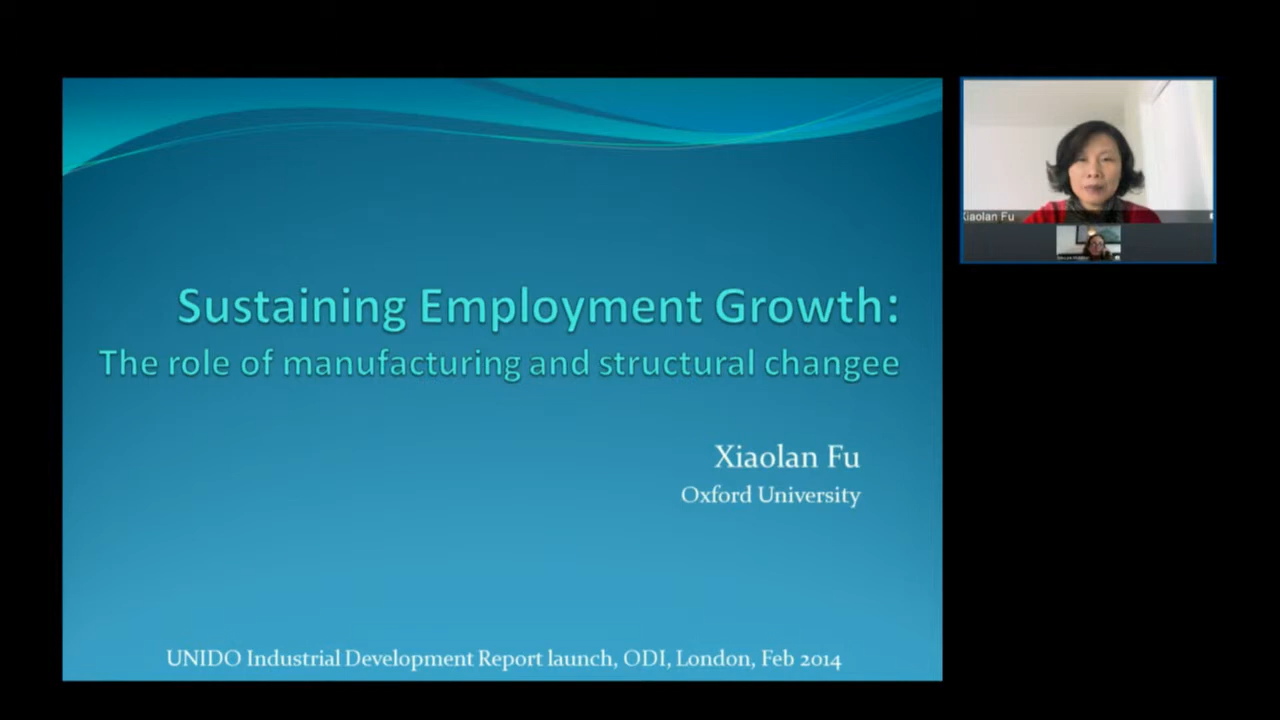 Sustaining Employment Growth:
The role of manufacturing and structural changee
Xiaolan Fu
Oxford University
UNIDO Industrial Development Report launch, ODI, London, Feb 2014
Xiaolan Fu